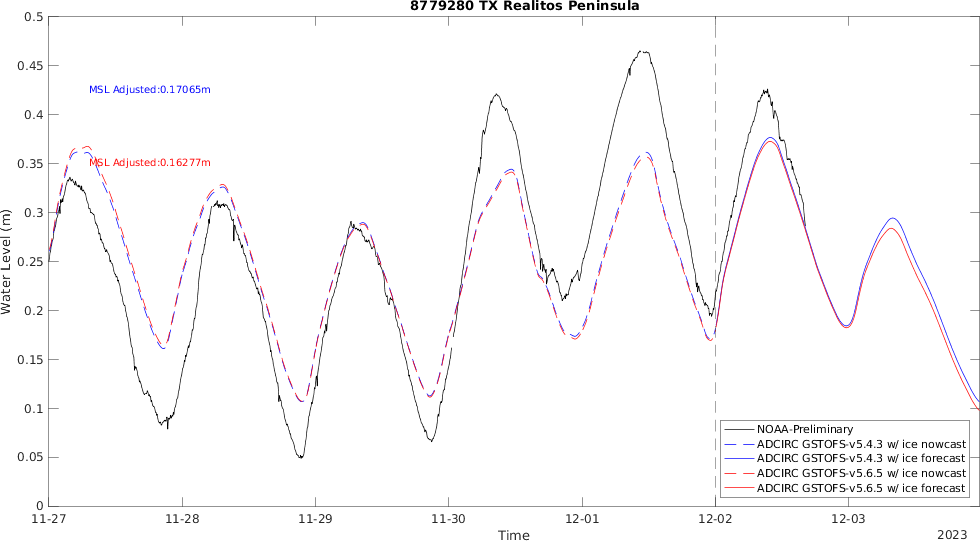 8779280 TX Realitos Peninsula
0.5
0.45
0.4
0.35
0.3
0.25
0.2
0.15
0.1
0.05
0
Water Level (m)
MSL Adjusted:0.17065m
MSL Adjusted:0.16277m
NOAA-Preliminary
ADCIRC GSTOFS-v5.4.3 w/ ice nowcast
ADCIRC GSTOFS-v5.4.3 w/ ice forecast
ADCIRC GSTOFS-v5.6.5 w/ ice nowcast
ADCIRC GSTOFS-v5.6.5 w/ ice forecast
11-27 11-28 11-29 11-30 12-01 12-02 12-03
Time
2023